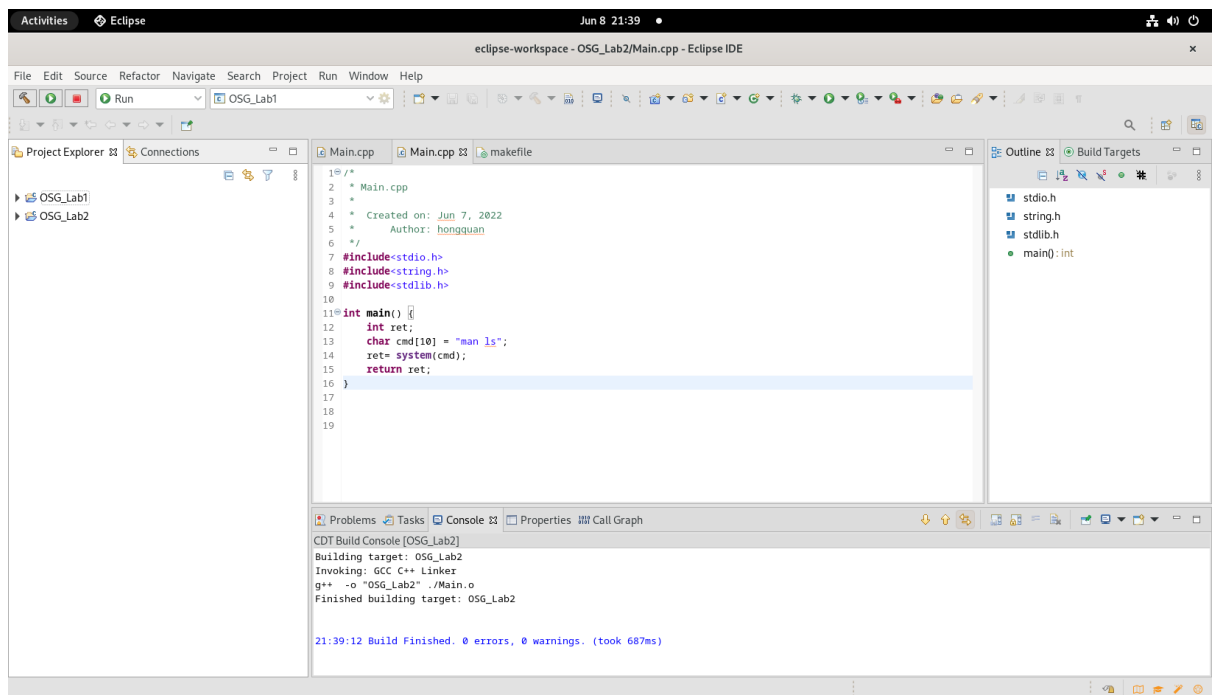 Activities Eclipse Jun 8 21:39
eclipse-workspace - OSG_Lab2/Main.cpp - Eclipse IDE
File Edit Source Refactor Navigate Search Project Run Window Help
Run OSG_Lab1
Project Explorer Connections
OSG_Lab1
OSG_Lab2
Main.cpp Main.cpp makefile
1 /*
2  * Main.cpp
3  *
4  *  Created on: Jun 7, 2022
5  *      Author: hongquan
6  */
7 #include<stdio.h>
8 #include<string.h>
9 #include<stdlib.h>
10
11 int main() {
12     int ret;
13     char cmd[10] = "man ls";
14     ret= system(cmd);
15     return ret;
16 }
17
18
19
Outline Build Targets
stdio.h
string.h
stdlib.h
main() : int
Problems Tasks Console Properties Call Graph
CDT Build Console [OSG_Lab2]
Building target: OSG_Lab2
Invoking: GCC C++ Linker
g++  -o "OSG_Lab2" ./Main.o
Finished building target: OSG_Lab2
21:39:12 Build Finished. 0 errors, 0 warnings. (took 687ms)